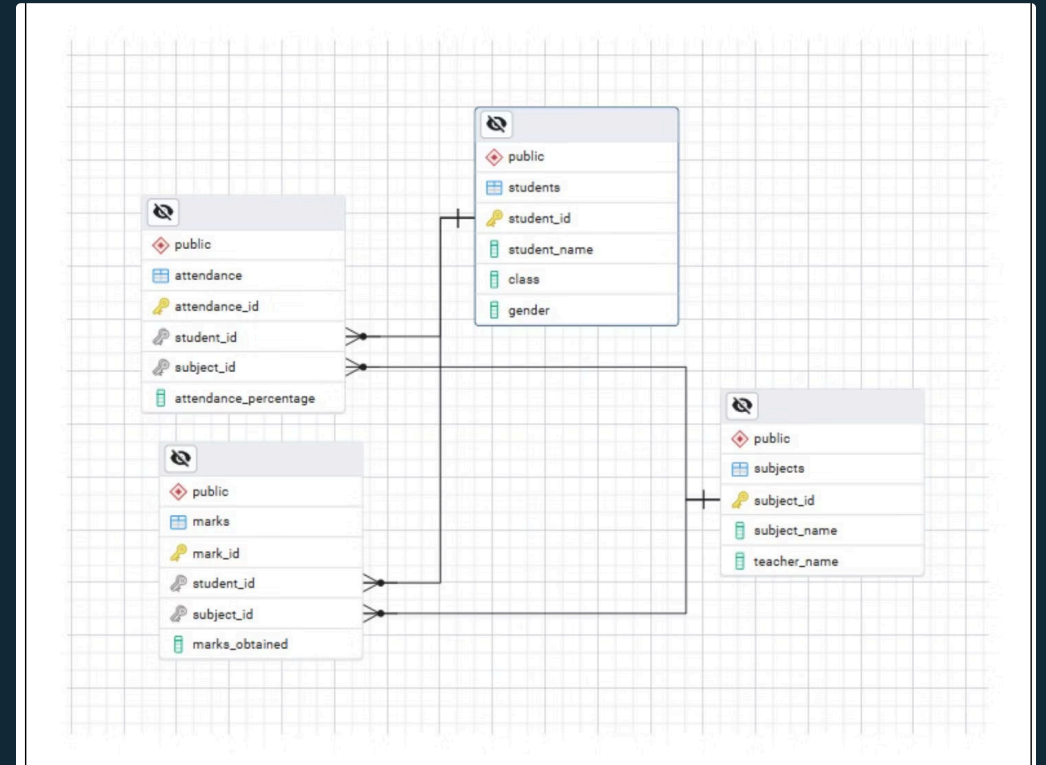 public
students
student_id
student_name
class
gender
public
attendance
attendance_id
student_id
subject_id
attendance_percentage
public
subjects
subject_id
subject_name
teacher_name
public
marks
mark_id
student_id
subject_id
marks_obtained